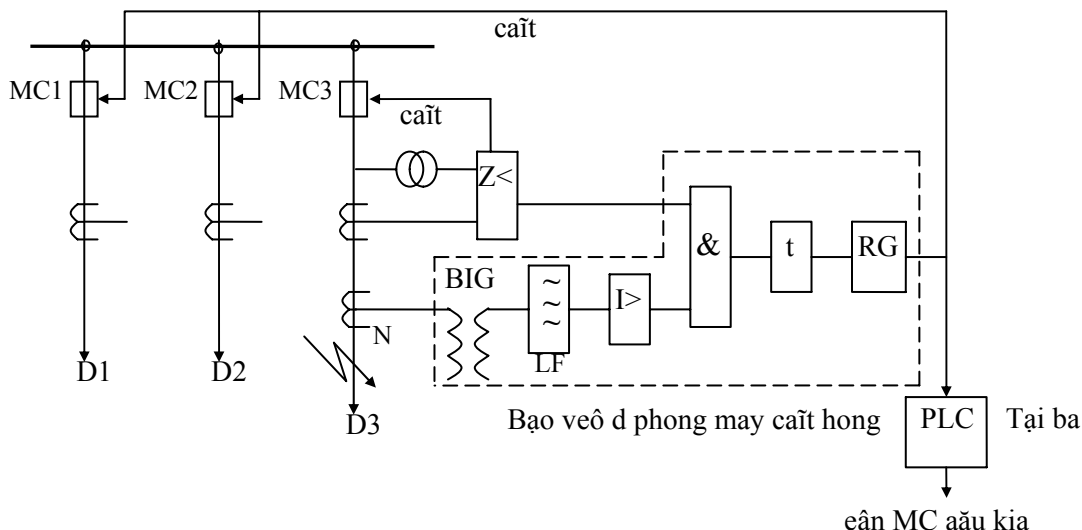 caĩt
MC1
MC2
MC3
caĩt
Z<
BIG
~
~
~
LF
I>
&
t
RG
N
D1
D2
D3
Bạo veô d phong may caĩt hong
PLC
Tại ba
eân MC aău kia